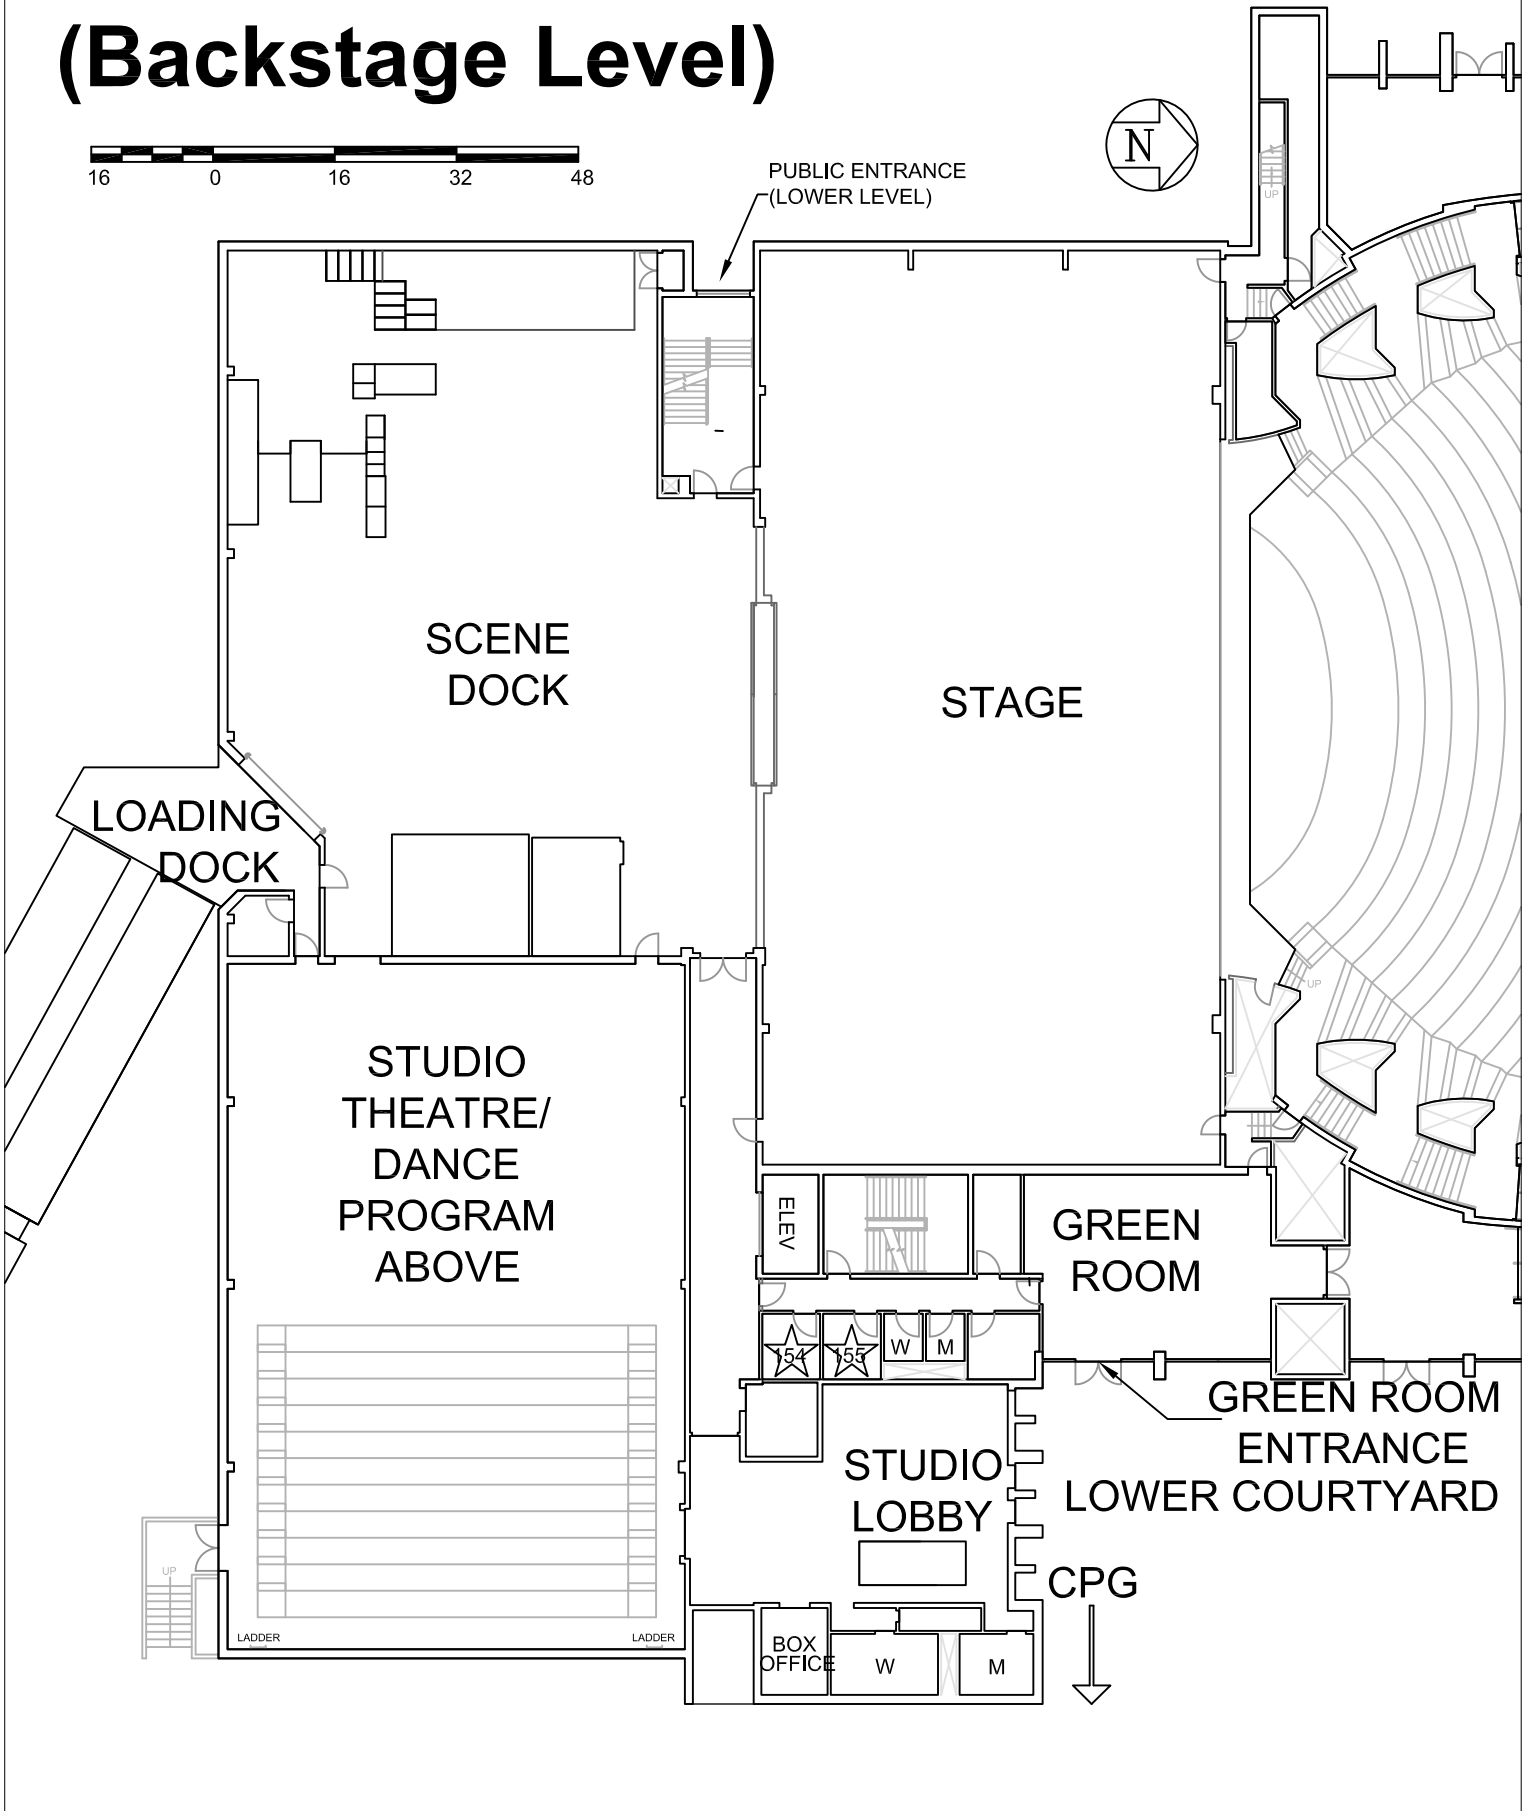 (Backstage Level)
16 0 16 32 48
PUBLIC ENTRANCE
(LOWER LEVEL)
N
UP
SCENE
DOCK
STAGE
LOADING
DOCK
UP
STUDIO
THEATRE/
DANCE
PROGRAM
ABOVE
ELEV
GREEN
ROOM
154
155
W
M
GREEN ROOM
ENTRANCE
LOWER COURTYARD
STUDIO
LOBBY
CPG
UP
LADDER
LADDER
BOX
OFFICE
W
M